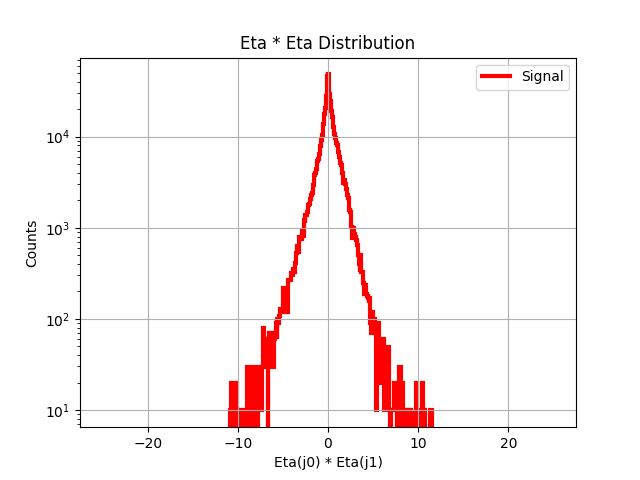 Eta * Eta Distribution
Signal
Counts
10^4
10^3
10^2
10^1
−20
−10
0
10
20
Eta(j0) * Eta(j1)